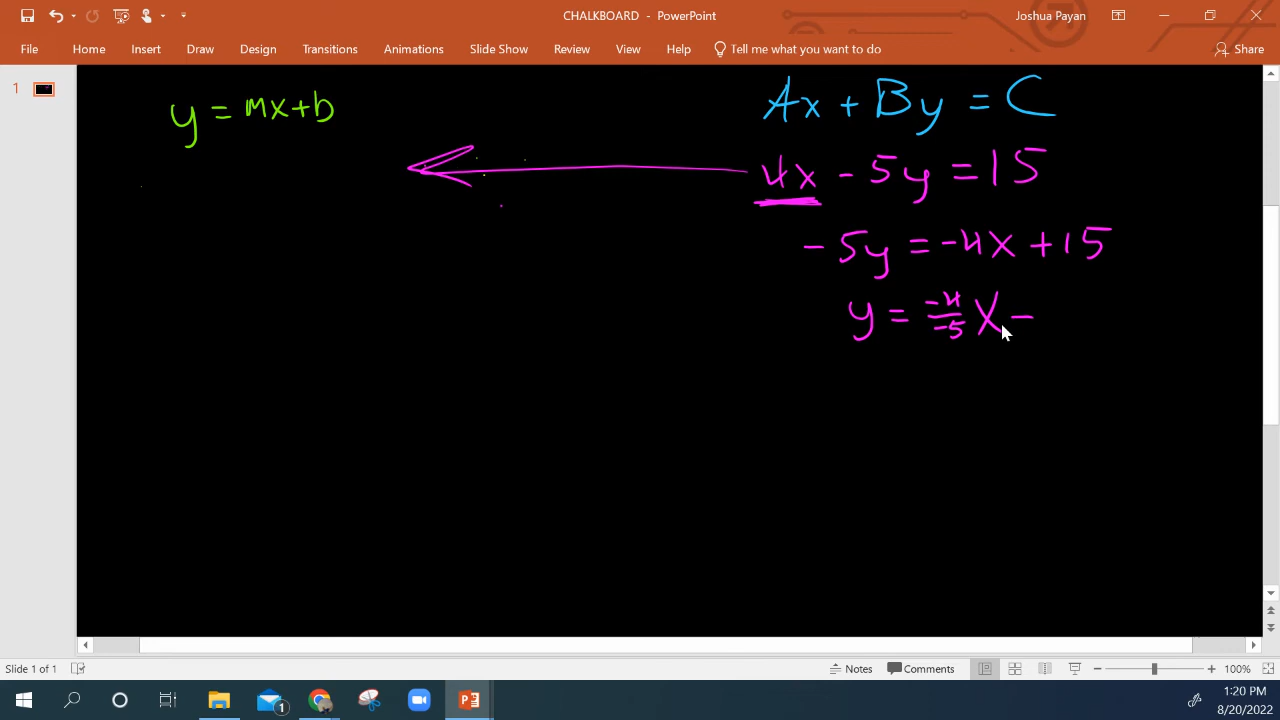 CHALKBOARD - PowerPoint
Joshua Payan
File Home Insert Draw Design Transitions Animations Slide Show Review View Help Tell me what you want to do Share
1
y = mx+b
Ax + By = C
4x - 5y = 15
- 5y = -4x + 15
y = -4/-5 x -
Slide 1 of 1
Notes
Comments
100%
1
1:20 PM
8/20/2022